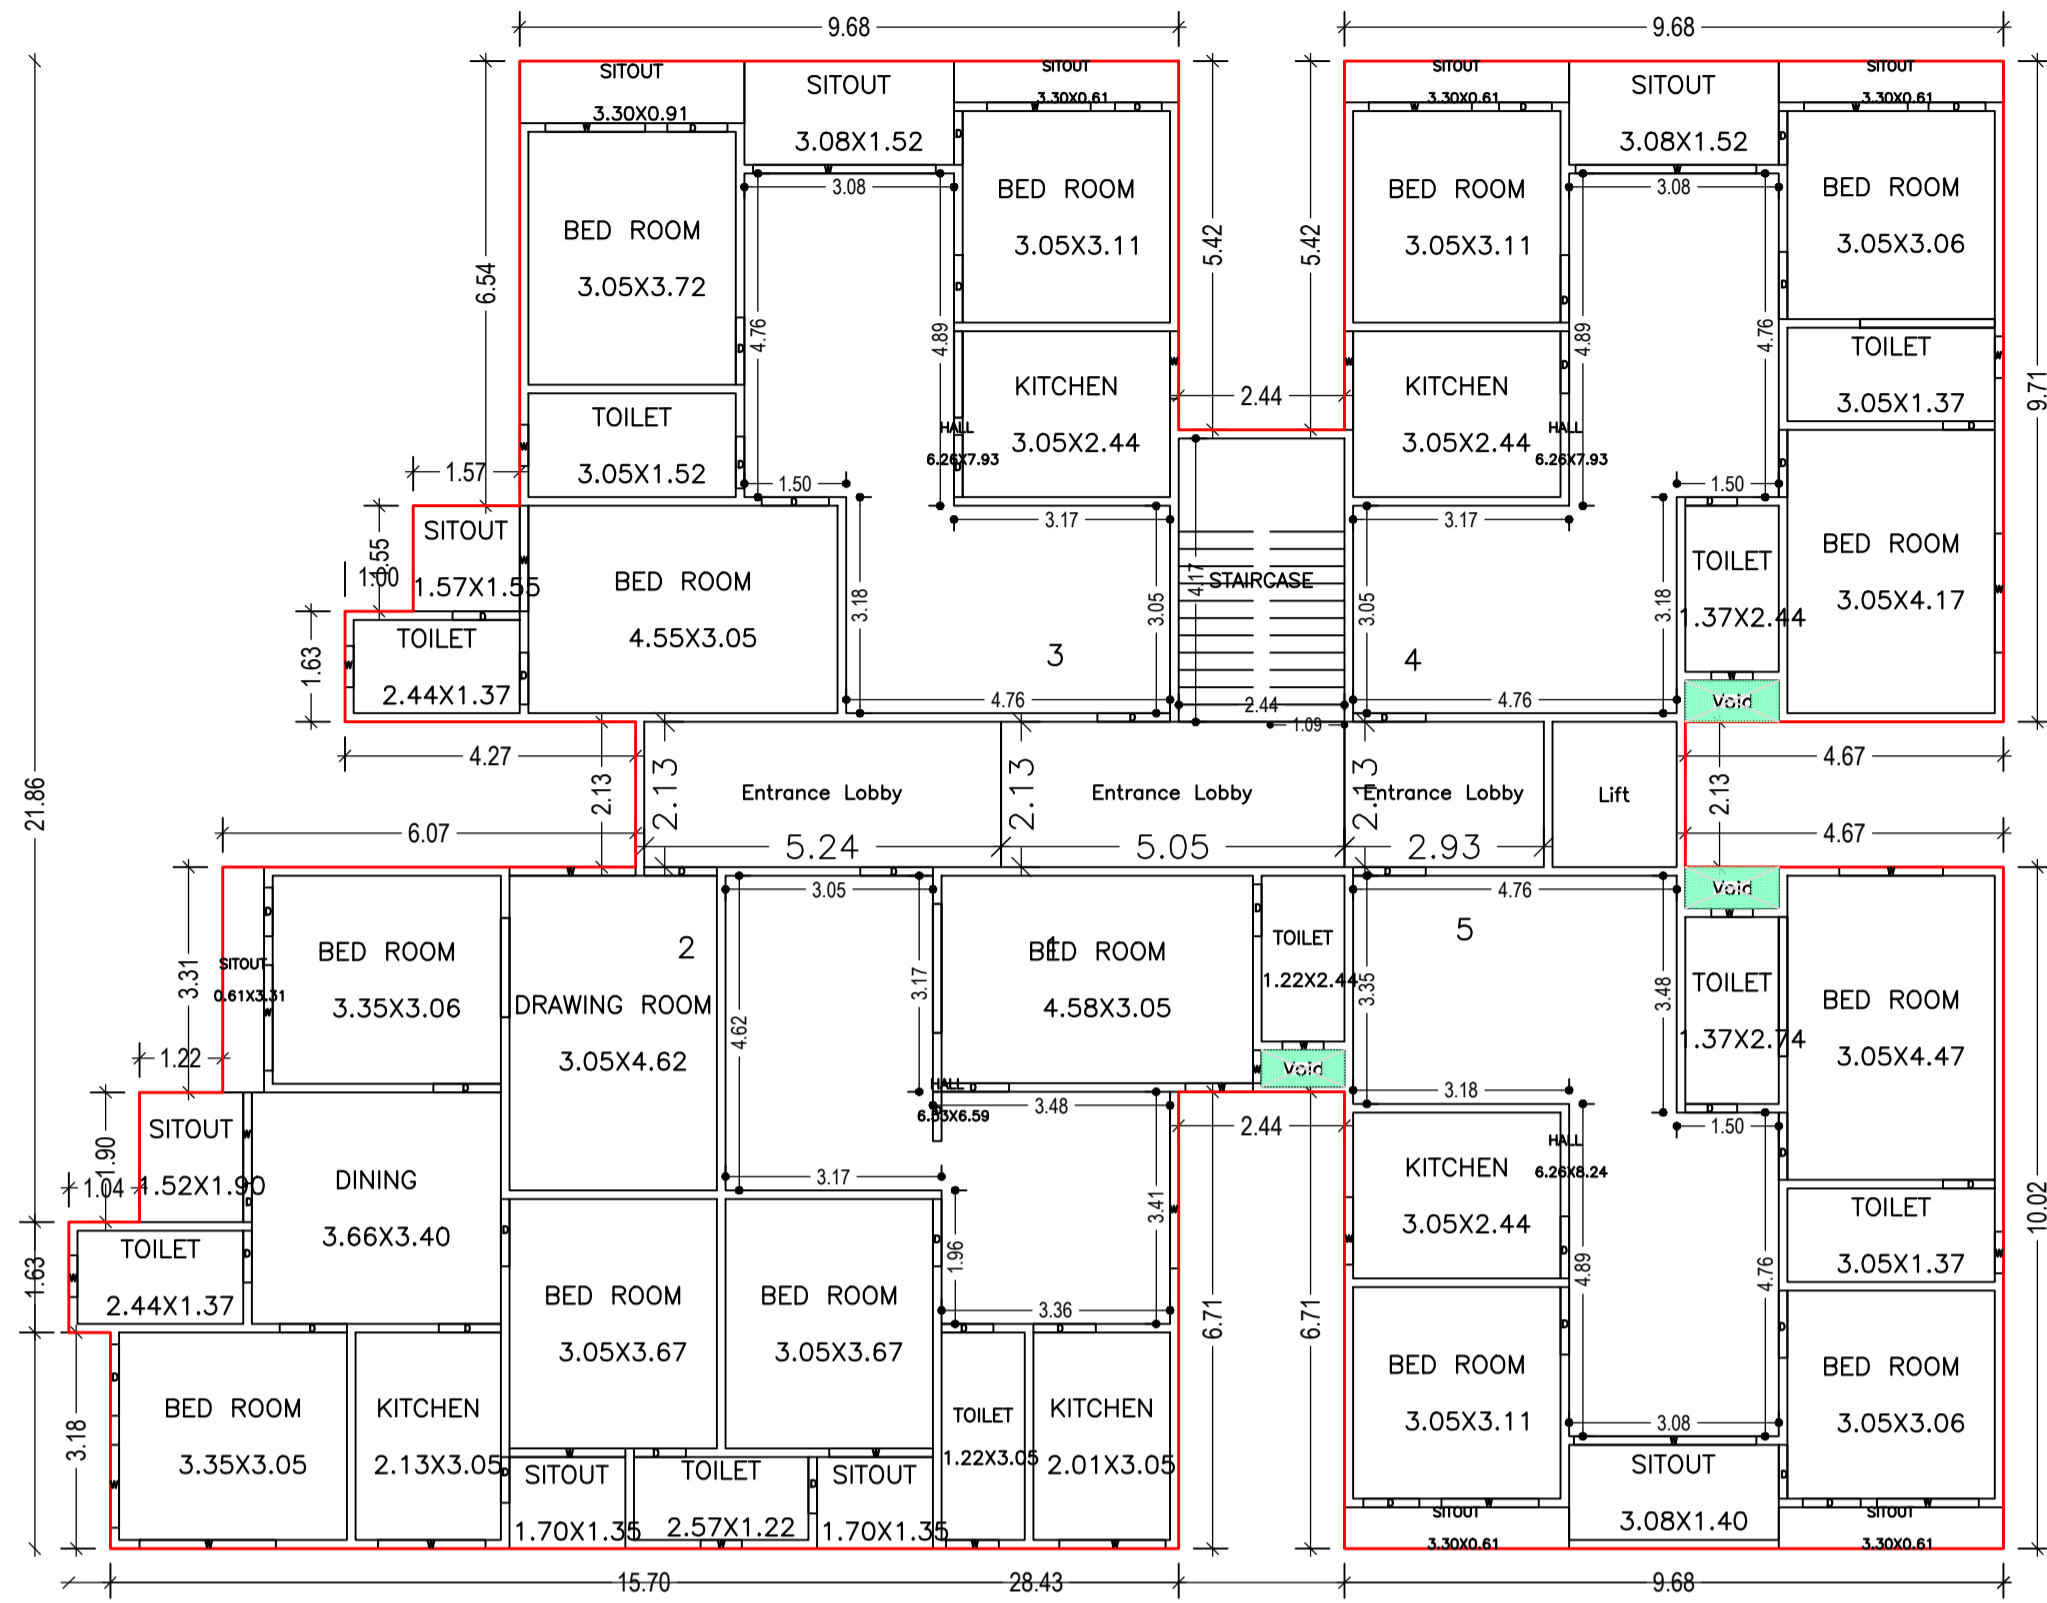 9.68
9.68
SITOUT
3.30X0.91
SITOUT
3.08X1.52
SITOUT
3.30X0.61
SITOUT
3.30X0.61
SITOUT
3.08X1.52
SITOUT
3.30X0.61
W
D
W
D
W
D
W
D
W
W
3.08
3.08
D
D
BED ROOM
3.05X3.72
BED ROOM
3.05X3.11
BED ROOM
3.05X3.11
BED ROOM
3.05X3.06
6.54
5.42
5.42
4.76
4.89
4.89
4.76
9.71
D
D
D
D
D
W
W
W
KITCHEN
3.05X2.44
KITCHEN
3.05X2.44
TOILET
3.05X1.37
2.44
TOILET
3.05X1.52
HALL
6.26X7.93
HALL
6.26X7.93
W
D
D
D
D
1.57
1.50
1.50
D
D
SITOUT
1.57X1.55
1.55
1.00
W
BED ROOM
4.55X3.05
3.17
3.17
3.18
3.05
STAIRCASE
4.17
3.05
3.18
TOILET
1.37X2.44
BED ROOM
3.05X4.17
W
D
TOILET
2.44X1.37
1.63
W
D
3
4
4.76
2.44
4.76
1.09
W
Void
D
D
21.86
4.27
2.13
2.13
Entrance Lobby
5.24
2.13
Entrance Lobby
5.05
2.13
Entrance Lobby
2.93
Lift
2.13
4.67
6.07
4.67
W
D
D
D
W
Void
3.05
4.76
3.31
SITOUT
0.61X3.31
D
W
BED ROOM
3.35X3.06
2
DRAWING ROOM
3.05X4.62
4.62
3.17
1
BED ROOM
4.58X3.05
D
TOILET
1.22X2.44
W
Void
W
5
3.35
3.48
W
TOILET
1.37X2.74
BED ROOM
3.05X4.47
1.22
D
D
W
HALL
6.83X6.59
3.48
2.44
3.18
D
1.50
SITOUT
1.52X1.90
1.90
1.04
W
D
DINING
3.66X3.40
3.17
3.41
1.96
W
KITCHEN
3.05X2.44
HALL
6.26X8.24
D
D
10.02
TOILET
2.44X1.37
1.63
W
D
D
D
BED ROOM
3.05X3.67
BED ROOM
3.05X3.67
3.36
6.71
6.71
W
D
4.89
4.76
TOILET
3.05X1.37
W
D
D
D
D
D
D
3.18
BED ROOM
3.35X3.05
D
W
KITCHEN
2.13X3.05
TOILET
1.22X3.05
KITCHEN
2.01X3.05
BED ROOM
3.05X3.11
3.08
BED ROOM
3.05X3.06
W
D
W
W
D
SITOUT
1.70X1.35
TOILET
2.57X1.22
SITOUT
1.70X1.35
D
D
SITOUT
3.08X1.40
D
W
D
W
SITOUT
3.30X0.61
SITOUT
3.30X0.61
W
W
W
W
W
15.70
28.43
9.68